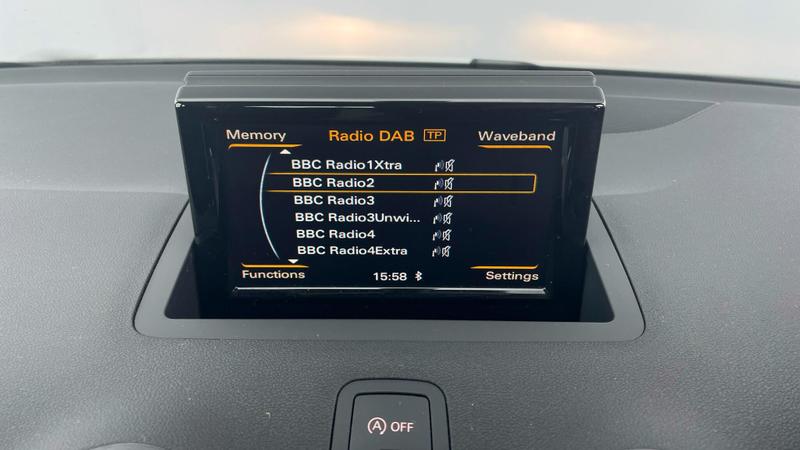 Memory Radio DAB TP Waveband
BBC Radio1Xtra
BBC Radio2
BBC Radio3
BBC Radio3Unwi...
BBC Radio4
BBC Radio4Extra
Functions 15:58 Settings
A OFF